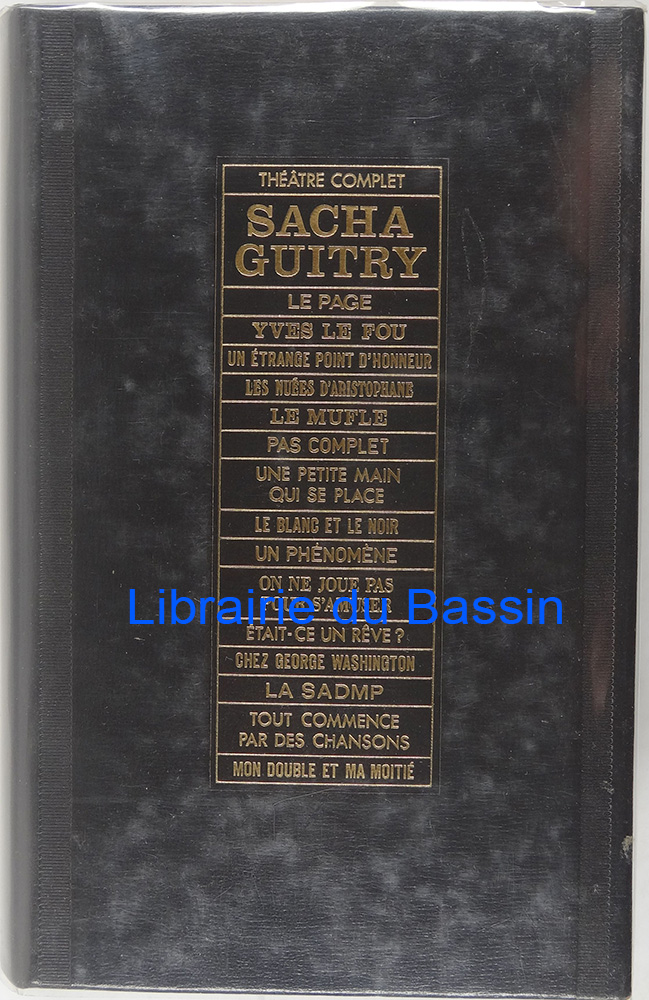 THÉÂTRE COMPLET
SACHA
GUITRY
LE PAGE
YVES LE FOU
UN ÉTRANGE POINT D'HONNEUR
LES NUÉES D'ARISTOPHANE
LE MUFLE
PAS COMPLET
UNE PETITE MAIN
QUI SE PLACE
LE BLANC ET LE NOIR
UN PHÉNOMÈNE
ON NE JOUE PAS
POUR S'AMUSER
Librairie du Bassin
ÉTAIT-CE UN RÊVE ?
CHEZ GEORGE WASHINGTON
LA SADMP
TOUT COMMENCE
PAR DES CHANSONS
MON DOUBLE ET MA MOITIÉ